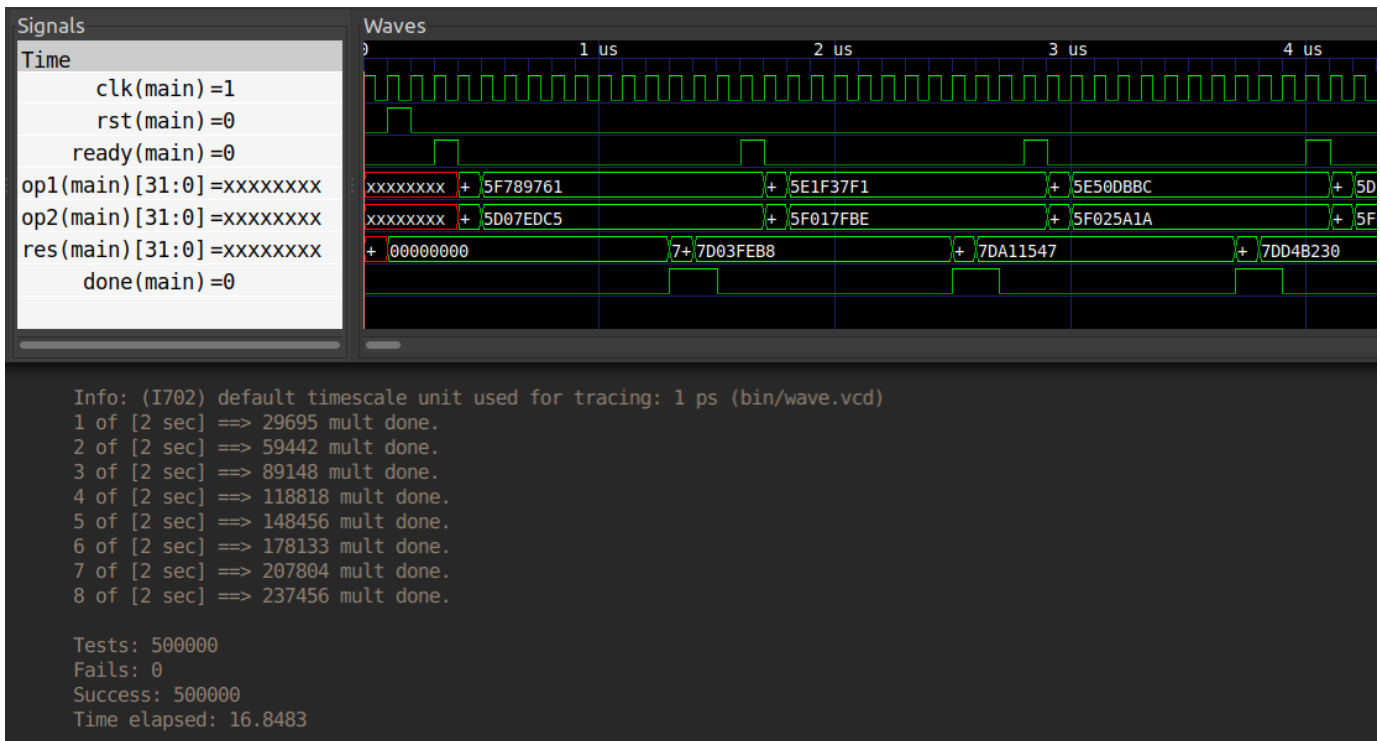 Signals
Waves
Time
0 1 us 2 us 3 us 4 us
clk(main)=1
rst(main)=0
ready(main)=0
op1(main)[31:0]=xxxxxxxx xxxxxxxx + 5F789761 + 5E1F37F1 + 5E50DBBC + 5D
op2(main)[31:0]=xxxxxxxx xxxxxxxx + 5D07EDC5 + 5F017FBE + 5F025A1A + 5F
res(main)[31:0]=xxxxxxxx + 00000000 7+ 7D03FEB8 + 7DA11547 + 7DD4B230
done(main)=0
Info: (I702) default timescale unit used for tracing: 1 ps (bin/wave.vcd)
1 of [2 sec] ==> 29695 mult done.
2 of [2 sec] ==> 59442 mult done.
3 of [2 sec] ==> 89148 mult done.
4 of [2 sec] ==> 118818 mult done.
5 of [2 sec] ==> 148456 mult done.
6 of [2 sec] ==> 178133 mult done.
7 of [2 sec] ==> 207804 mult done.
8 of [2 sec] ==> 237456 mult done.
Tests: 500000
Fails: 0
Success: 500000
Time elapsed: 16.8483